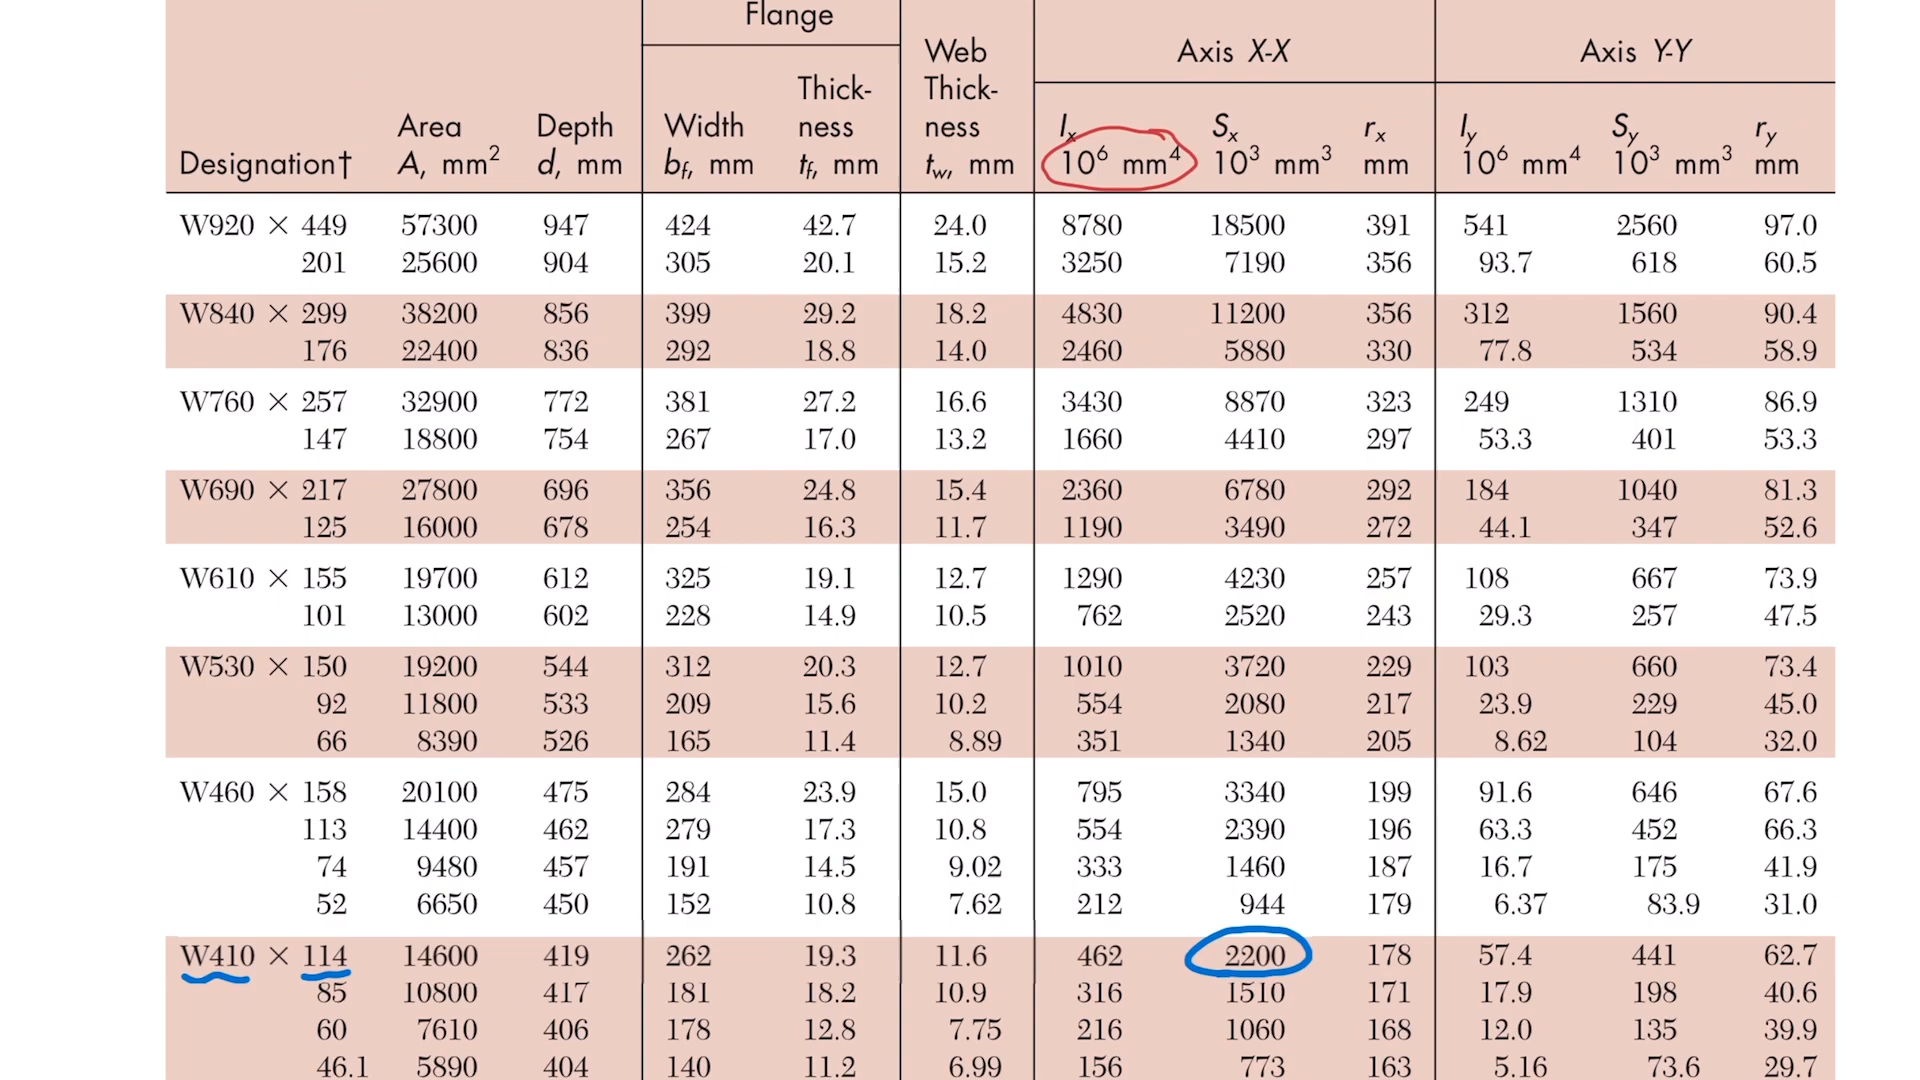 Flange
Web
Axis X-X
Axis Y-Y
Thick-
Thick-
Area
Depth
Width
ness
ness
Iₓ
Sₓ
rₓ
I_y
S_y
r_y
Designation†
A, mm²
d, mm
b_f, mm
t_f, mm
t_w, mm
10⁶ mm⁴
10³ mm³
mm
10⁶ mm⁴
10³ mm³
mm
W920 × 449 57300 947 424 42.7 24.0 8780 18500 391 541 2560 97.0
201 25600 904 305 20.1 15.2 3250 7190 356 93.7 618 60.5
W840 × 299 38200 856 399 29.2 18.2 4830 11200 356 312 1560 90.4
176 22400 836 292 18.8 14.0 2460 5880 330 77.8 534 58.9
W760 × 257 32900 772 381 27.2 16.6 3430 8870 323 249 1310 86.9
147 18800 754 267 17.0 13.2 1660 4410 297 53.3 401 53.3
W690 × 217 27800 696 356 24.8 15.4 2360 6780 292 184 1040 81.3
125 16000 678 254 16.3 11.7 1190 3490 272 44.1 347 52.6
W610 × 155 19700 612 325 19.1 12.7 1290 4230 257 108 667 73.9
101 13000 602 228 14.9 10.5 762 2520 243 29.3 257 47.5
W530 × 150 19200 544 312 20.3 12.7 1010 3720 229 103 660 73.4
92 11800 533 209 15.6 10.2 554 2080 217 23.9 229 45.0
66 8390 526 165 11.4 8.89 351 1340 205 8.62 104 32.0
W460 × 158 20100 475 284 23.9 15.0 795 3340 199 91.6 646 67.6
113 14400 462 279 17.3 10.8 554 2390 196 63.3 452 66.3
74 9480 457 191 14.5 9.02 333 1460 187 16.7 175 41.9
52 6650 450 152 10.8 7.62 212 944 179 6.37 83.9 31.0
W410 × 114 14600 419 262 19.3 11.6 462 2200 178 57.4 441 62.7
85 10800 417 181 18.2 10.9 316 1510 171 17.9 198 40.6
60 7610 406 178 12.8 7.75 216 1060 168 12.0 135 39.9
46.1 5890 404 140 11.2 6.99 156 773 163 5.16 73.6 29.7